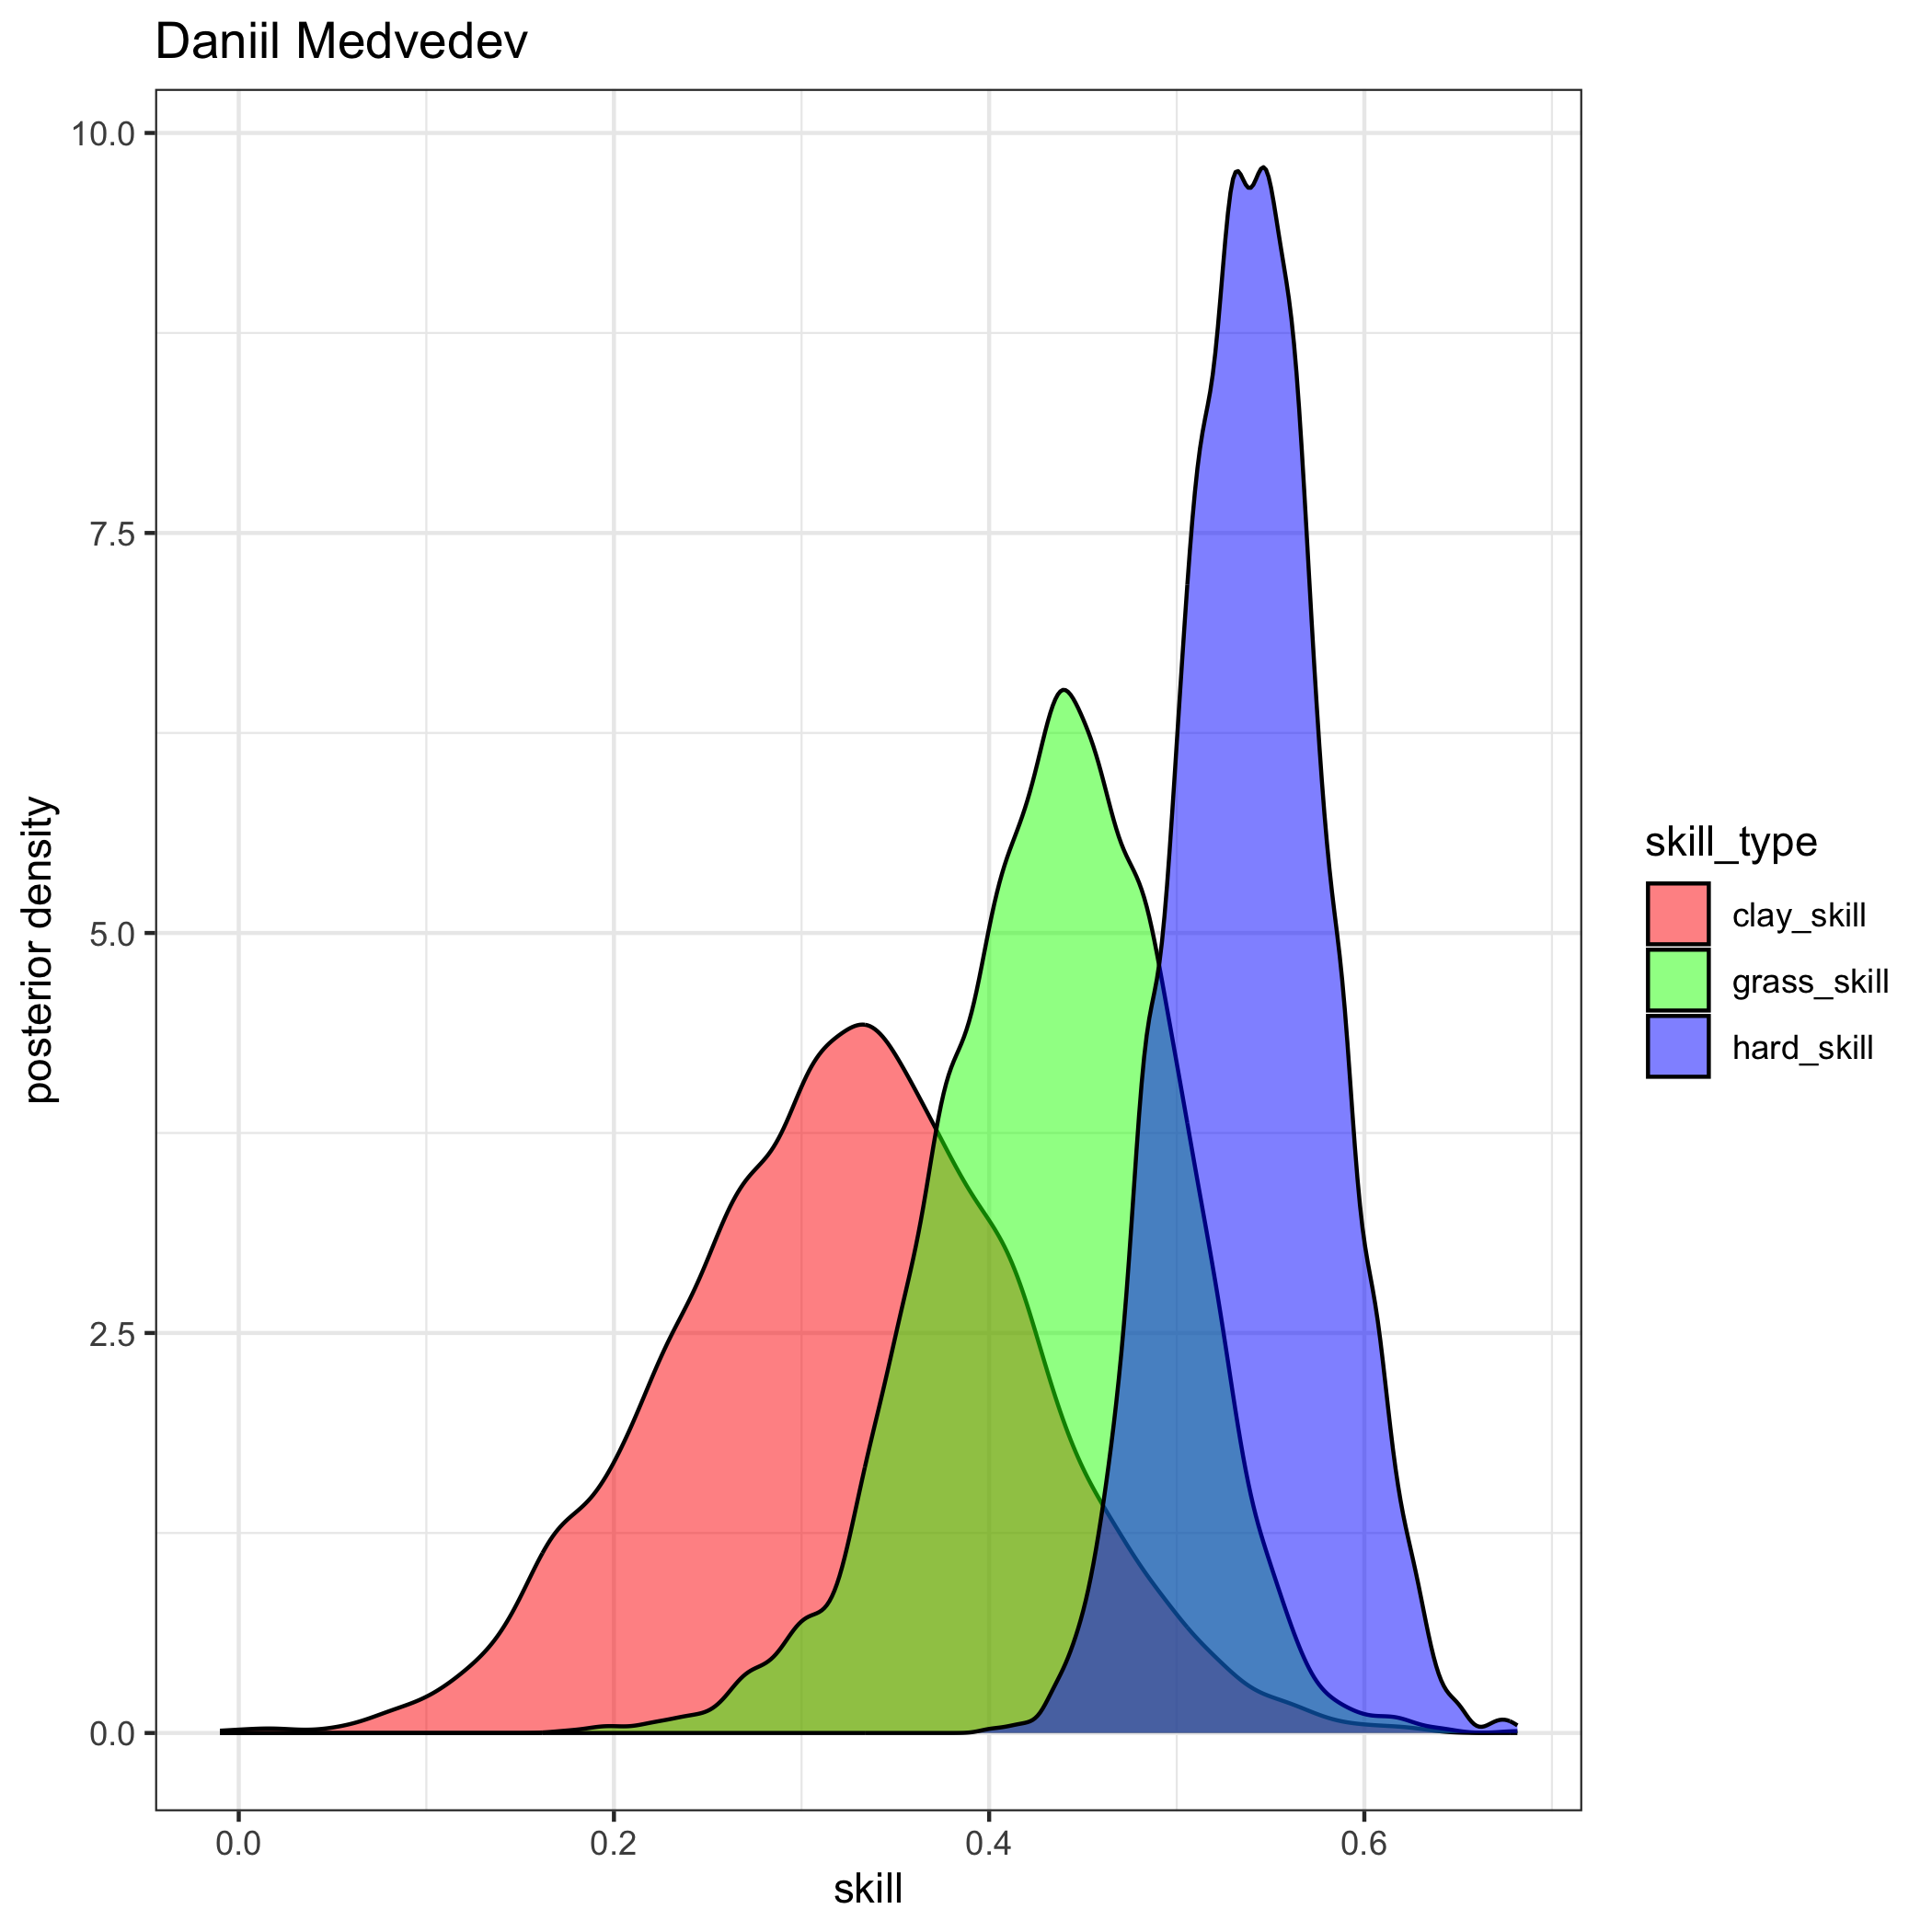 Daniil Medvedev
10.0
7.5
5.0
2.5
0.0
posterior density
0.0
0.2
0.4
0.6
skill
skill_type
clay_skill
grass_skill
hard_skill